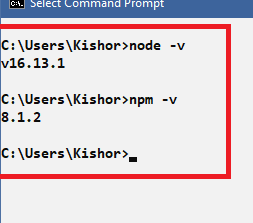 Select Command Prompt
C:\Users\Kishor>node -v
v16.13.1
C:\Users\Kishor>npm -v
8.1.2
C:\Users\Kishor>